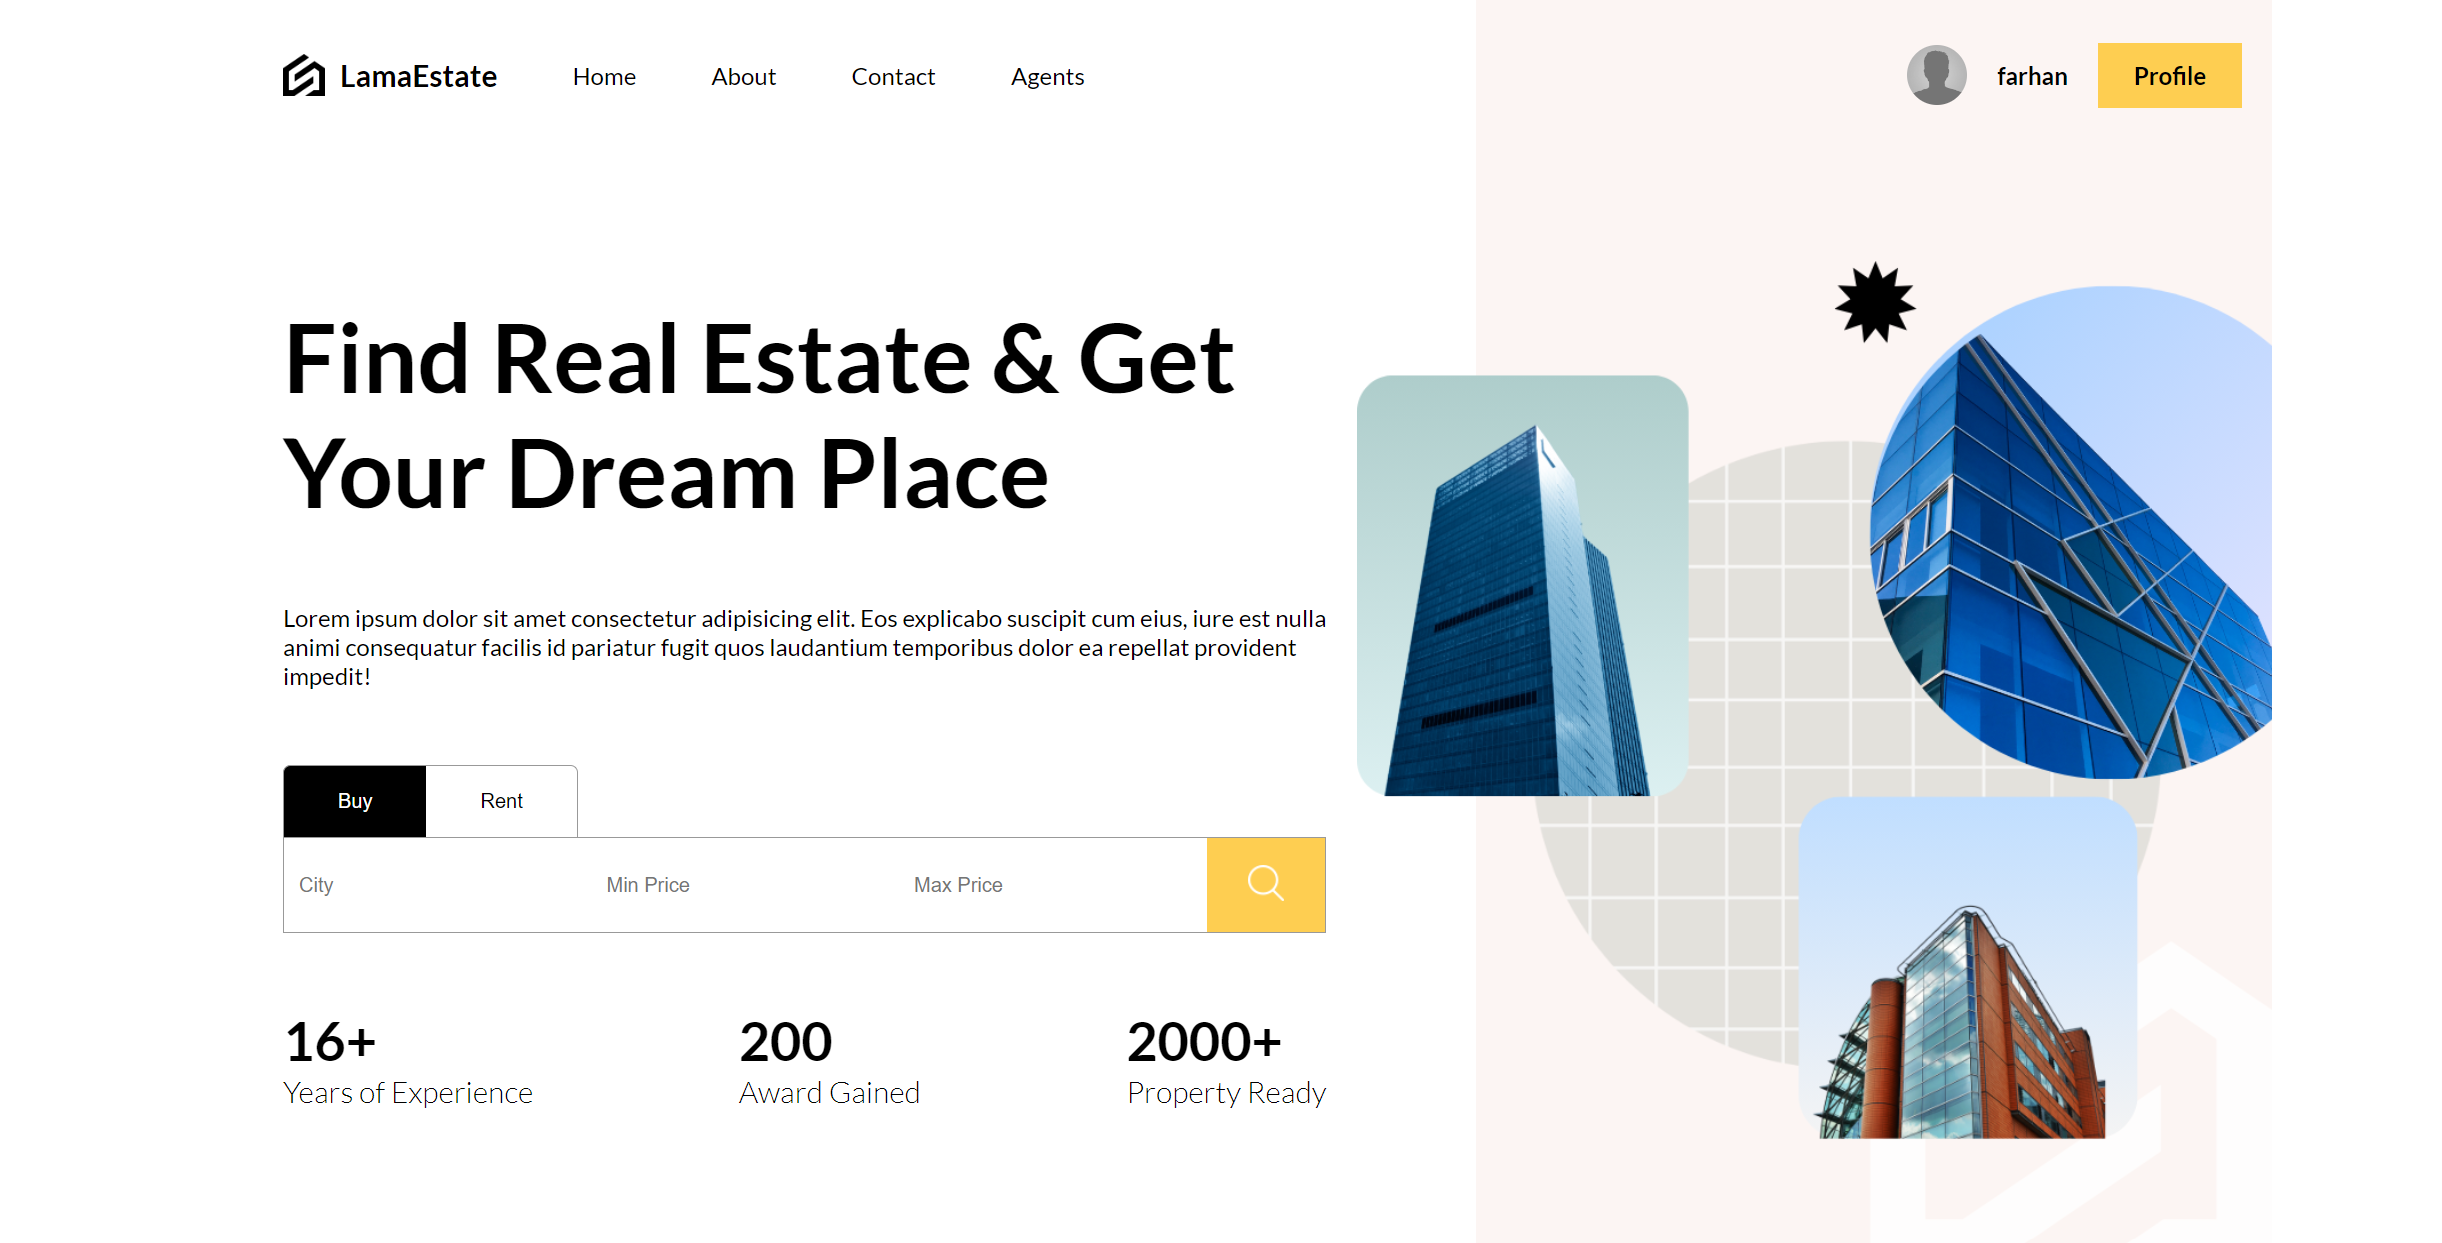 LamaEstate
Home
About
Contact
Agents
farhan
Profile
Find Real Estate & Get
Your Dream Place
Lorem ipsum dolor sit amet consectetur adipisicing elit. Eos explicabo suscipit cum eius, iure est nulla
animi consequatur facilis id pariatur fugit quos laudantium temporibus dolor ea repellat provident
impedit!
Buy
Rent
City
Min Price
Max Price
16+
Years of Experience
200
Award Gained
2000+
Property Ready